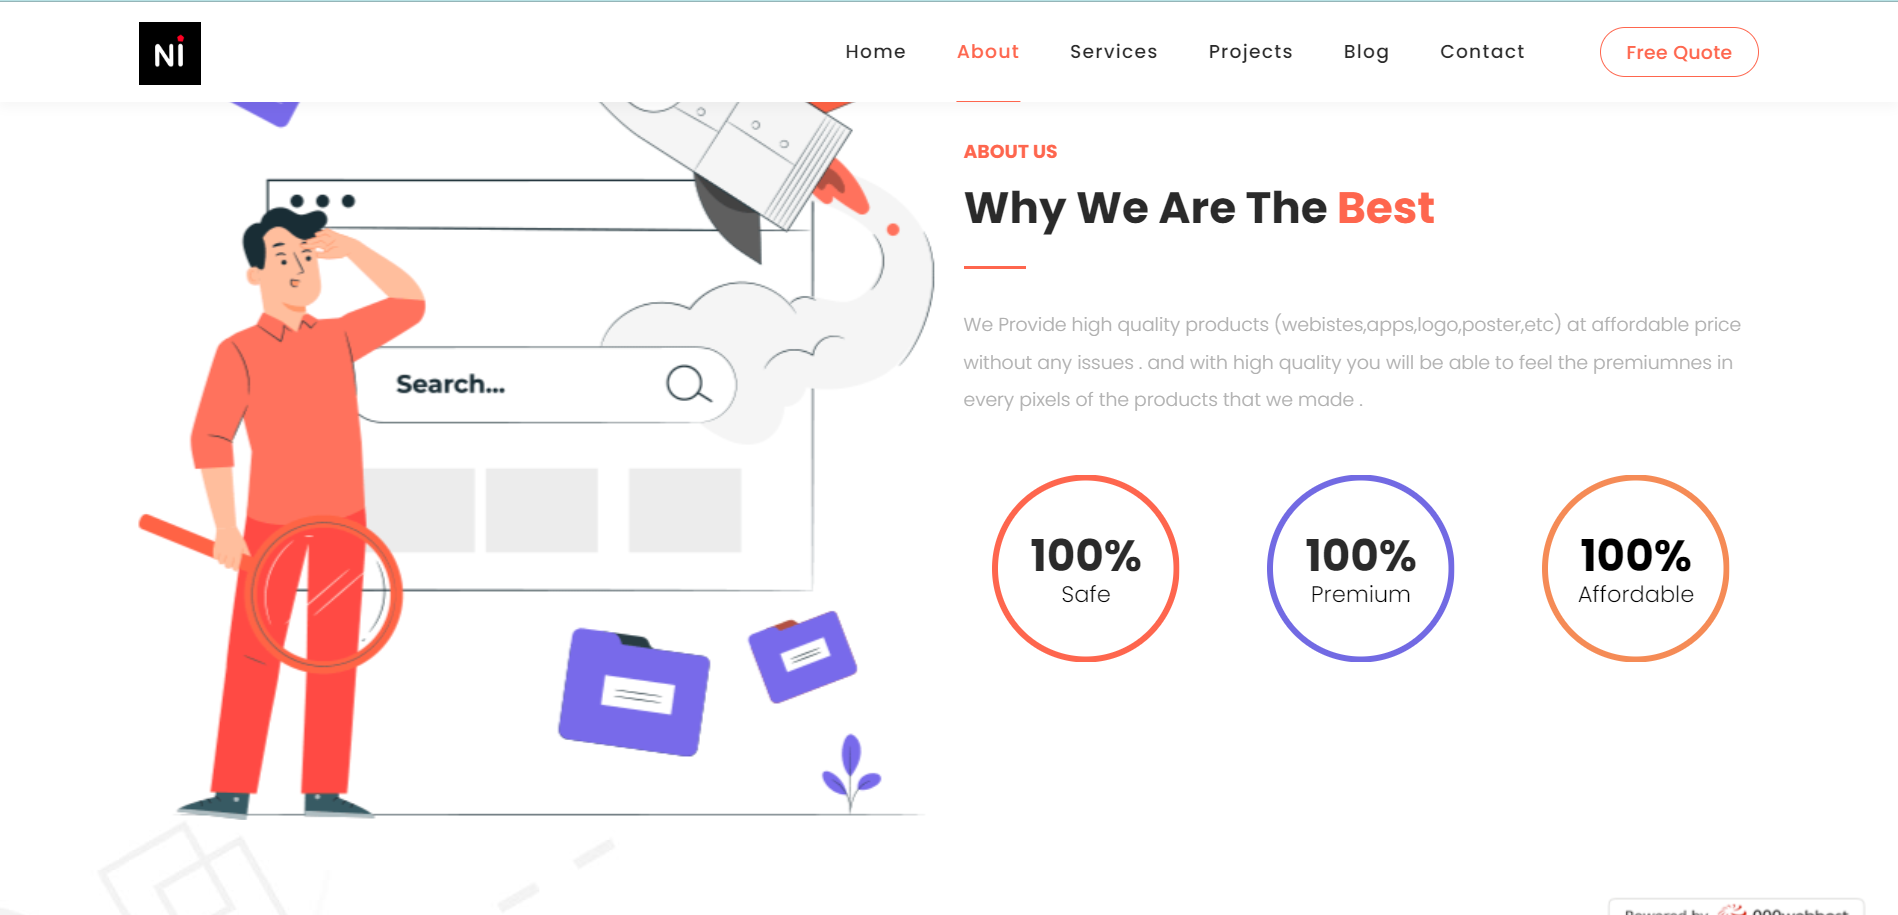 Ni
Home About Services Projects Blog Contact Free Quote
ABOUT US
Why We Are The Best
We Provide high quality products (webistes,apps,logo,poster,etc) at affordable price
without any issues . and with high quality you will be able to feel the premiumnes in
every pixels of the products that we made .
Search...
100%
Safe
100%
Premium
100%
Affordable
Powered by 000webhost